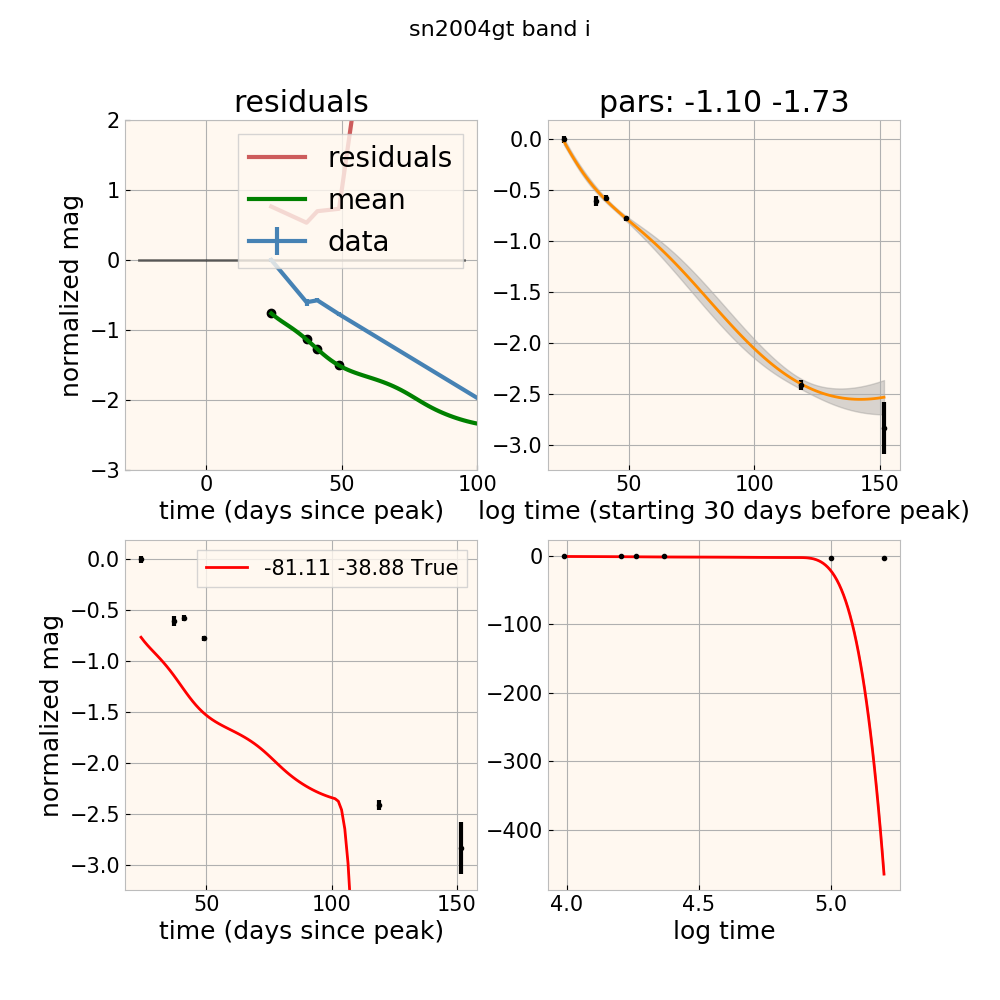 sn2004gt band i
residuals
pars: -1.10 -1.73
normalized mag
2
1
0
−1
−2
−3
residuals
mean
data
0 50 100
time (days since peak)
0.0
−0.5
−1.0
−1.5
−2.0
−2.5
−3.0
50 100 150
log time (starting 30 days before peak)
normalized mag
0.0
−0.5
−1.0
−1.5
−2.0
−2.5
−3.0
-81.11 -38.88 True
50 100 150
time (days since peak)
0
−100
−200
−300
−400
4.0 4.5 5.0
log time